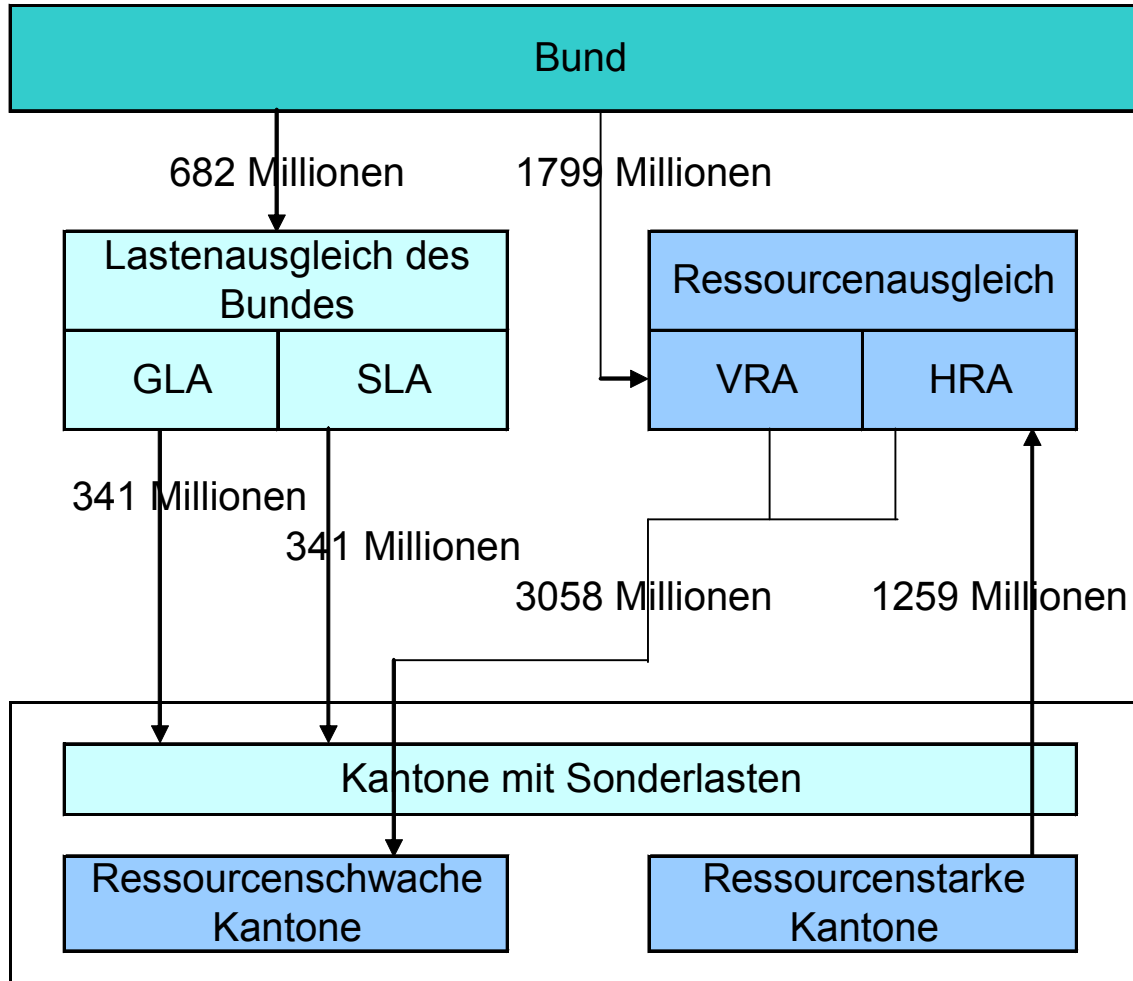 Bund
682 Millionen
1799 Millionen
Lastenausgleich des
Bundes
Ressourcenausgleich
GLA
SLA
VRA
HRA
341 Millionen
341 Millionen
3058 Millionen
1259 Millionen
Kantone mit Sonderlasten
Ressourcenschwache
Kantone
Ressourcenstarke
Kantone